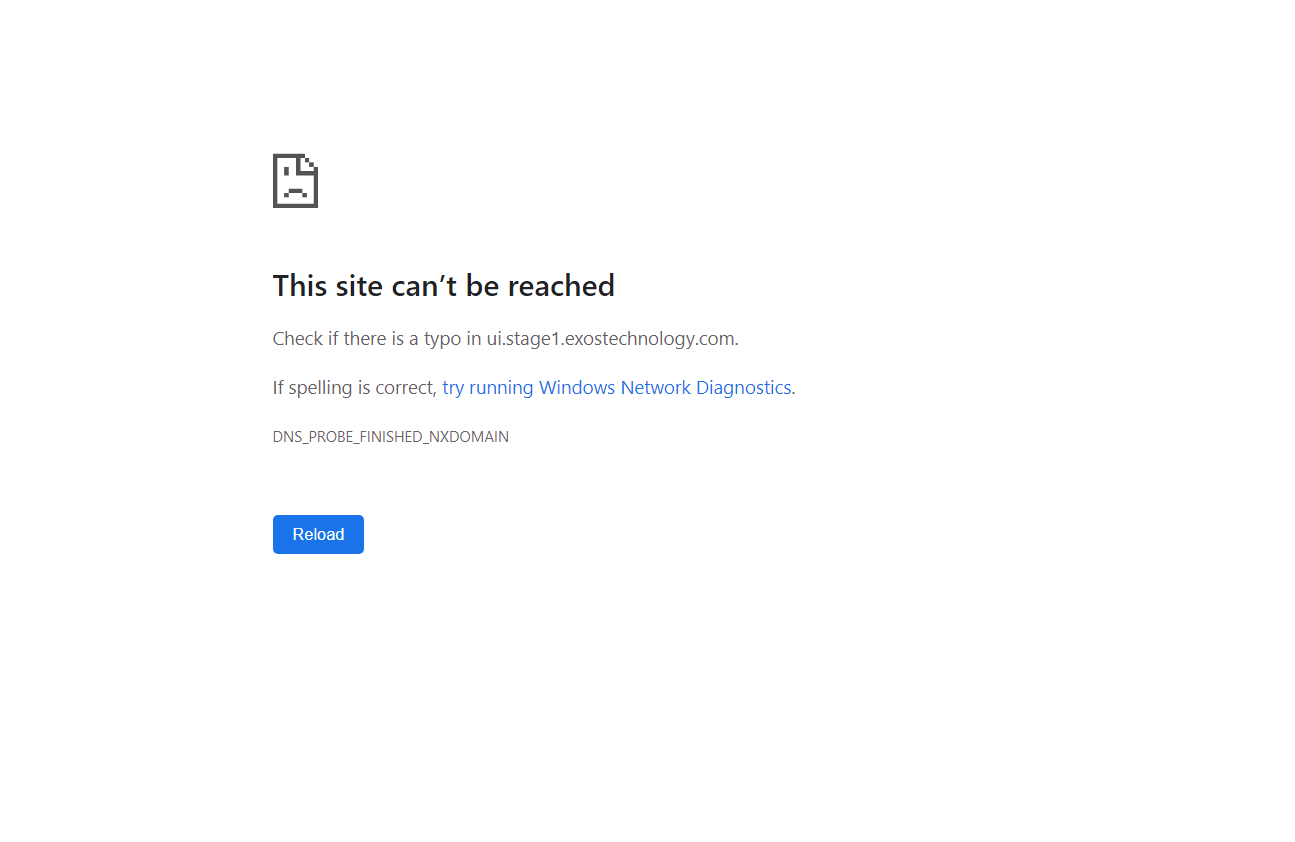 This site can’t be reached
Check if there is a typo in ui.stage1.exostechnology.com.
If spelling is correct, try running Windows Network Diagnostics.
DNS_PROBE_FINISHED_NXDOMAIN
Reload